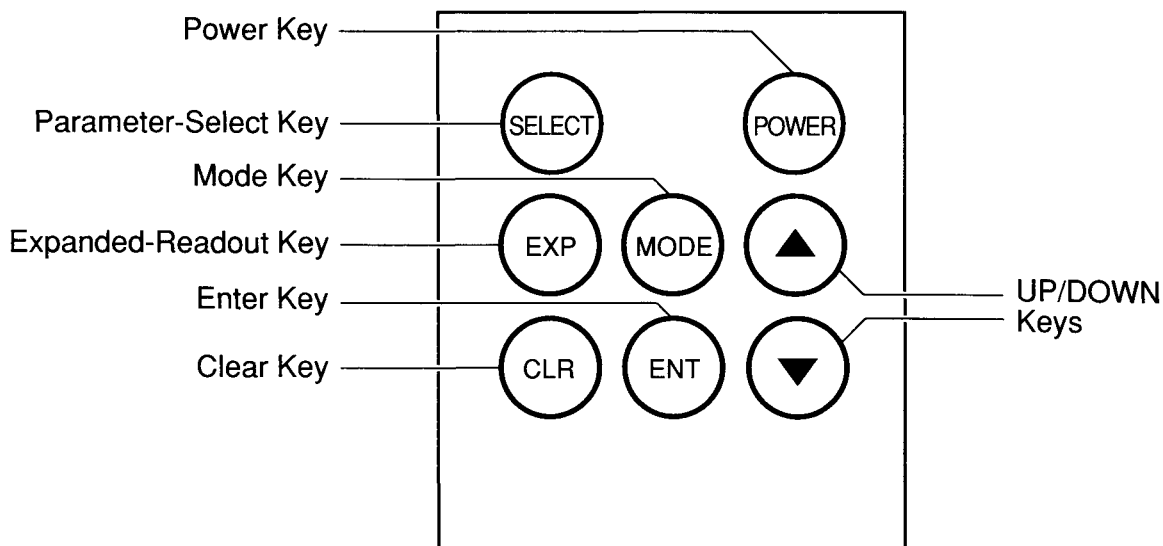 Power Key
Parameter-Select Key
SELECT
POWER
Mode Key
Expanded-Readout Key
EXP
MODE
UP/DOWN
Keys
Enter Key
Clear Key
CLR
ENT